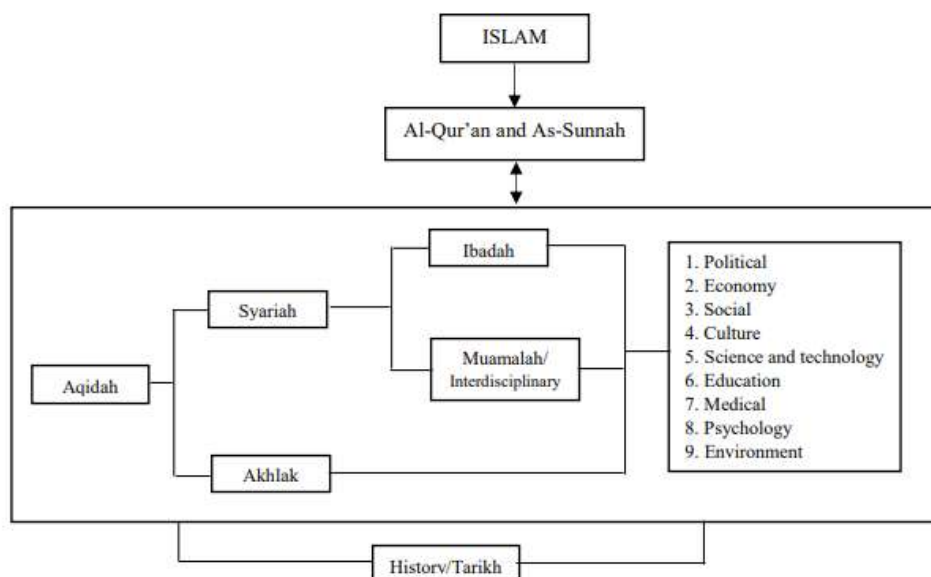 ISLAM
Al-Qur’an and As-Sunnah
Ibadah
Syariah
Muamalah/
Interdisciplinary
Aqidah
Akhlak
1. Political
2. Economy
3. Social
4. Culture
5. Science and technology
6. Education
7. Medical
8. Psychology
9. Environment
History/Tarikh